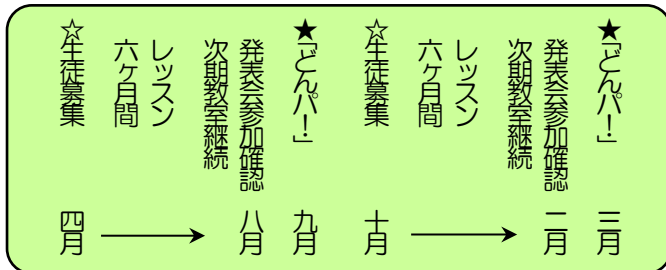 ☆生徒募集
四月
レッスン
六ヶ月間
発表会参加確認
次期教室継続
八月
★「どんパ！」
九月
☆生徒募集
十月
レッスン
六ヶ月間
発表会参加確認
次期教室継続
二月
★「どんパ！」
三月